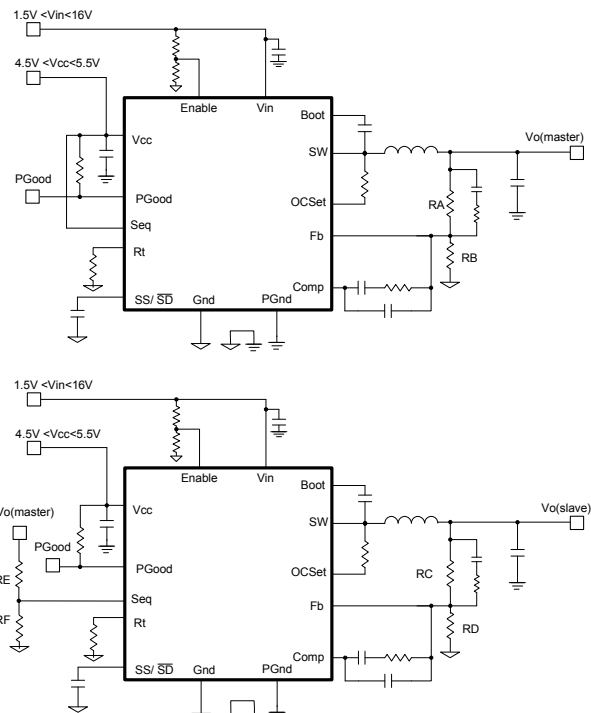 1.5V <Vin<16V
4.5V <Vcc<5.5V
Enable Vin
Boot
Vcc
Vo(master)
SW
PGood
PGood
OCSet
RA
Seq
Fb
RB
Rt
Comp
SS/ SD Gnd PGnd
1.5V <Vin<16V
4.5V <Vcc<5.5V
Enable Vin
Boot
Vo(master)
Vcc
Vo(slave)
SW
PGood
PGood
OCSet
RC
RE
Seq
Fb
RF
Rt
RD
Comp
SS/ SD Gnd PGnd